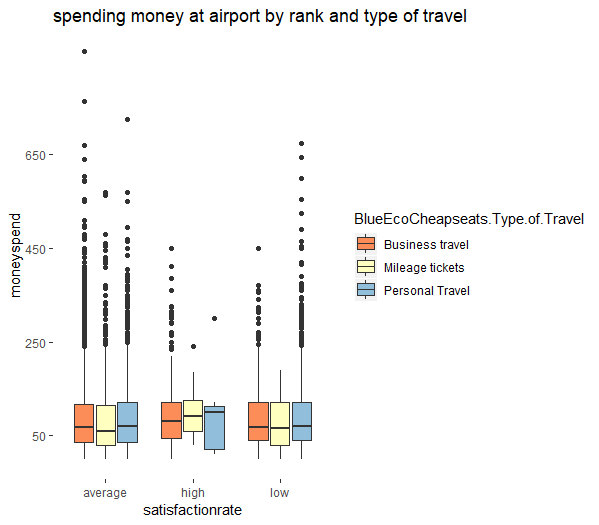 spending money at airport by rank and type of travel
moneyspend
650
450
250
50
average high low
satisfactionrate
BlueEcoCheapseats.Type.of.Travel
Business travel
Mileage tickets
Personal Travel